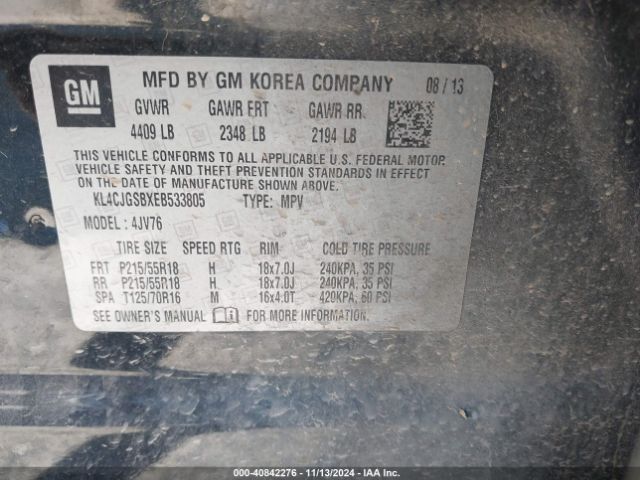 GM MFD BY GM KOREA COMPANY 08 / 13
GVWR GAWR FRT GAWR RR
4409 LB 2348 LB 2194 LB
THIS VEHICLE CONFORMS TO ALL APPLICABLE U.S. FEDERAL MOTOR
VEHICLE SAFETY AND THEFT PREVENTION STANDARDS IN EFFECT
ON THE DATE OF MANUFACTURE SHOWN ABOVE.
KL4CJGSBXEB533805 TYPE: MPV
MODEL : 4JV76
TIRE SIZE SPEED RTG RIM COLD TIRE PRESSURE
FRT P215/55R18 H 18x7.0J 240KPA, 35 PSI
RR P215/55R18 H 18x7.0J 240KPA, 35 PSI
SPA T125/70R16 M 16x4.0T 420KPA, 60 PSI
SEE OWNER'S MANUAL FOR MORE INFORMATION.
000-40842276 - 11/13/2024 - IAA Inc.